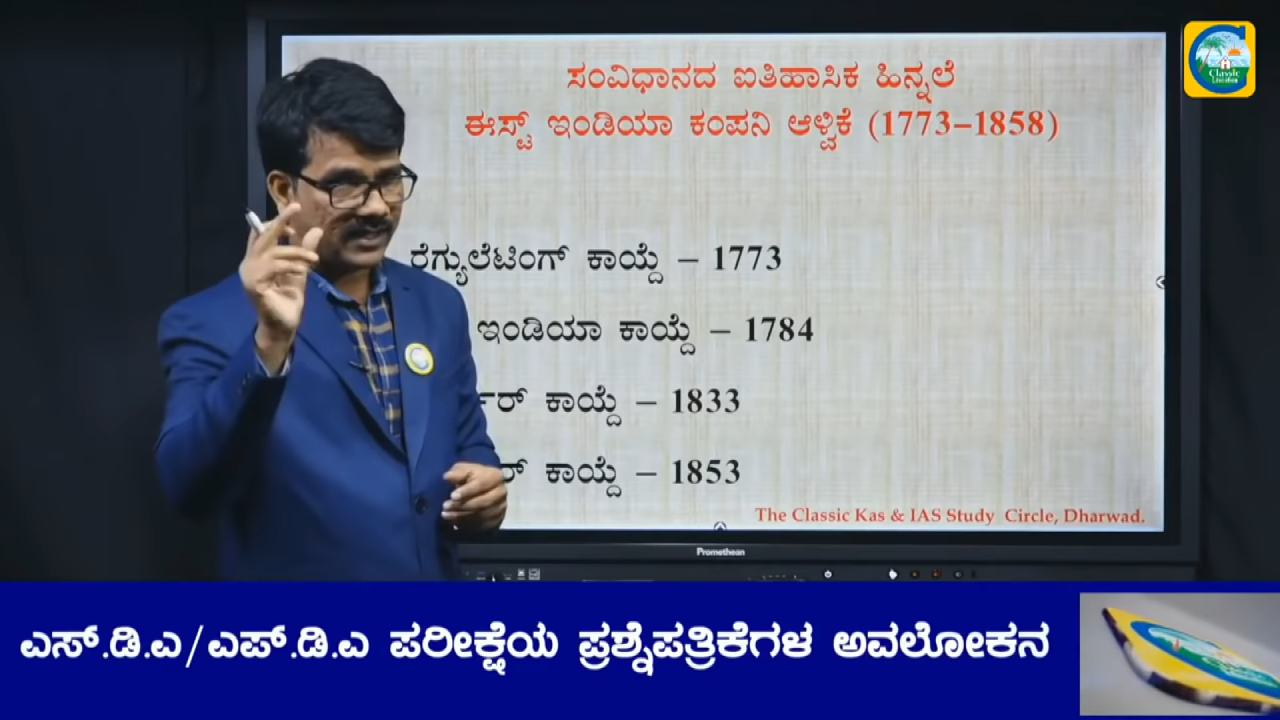 ಸಂವಿಧಾನದ ಐತಿಹಾಸಿಕ ಹಿನ್ನಲೆ
ಈಸ್ಟ್ ಇಂಡಿಯಾ ಕಂಪನಿ ಆಳ್ವಿಕೆ (1773–1858)
ರೆಗ್ಯುಲೆಟಿಂಗ್ ಕಾಯ್ದೆ – 1773
ಇಂಡಿಯಾ ಕಾಯ್ದೆ – 1784
ಕಾಯ್ದೆ – 1833
ಕಾಯ್ದೆ – 1853
The Classic Kas & IAS Study Circle, Dharwad.
Promethean
ಎಸ್.ಡಿ.ಎ/ಎಫ್.ಡಿ.ಎ ಪರೀಕ್ಷೆಯ ಪ್ರಶ್ನೆಪತ್ರಿಕೆಗಳ ಅವಲೋಕನ
Classic